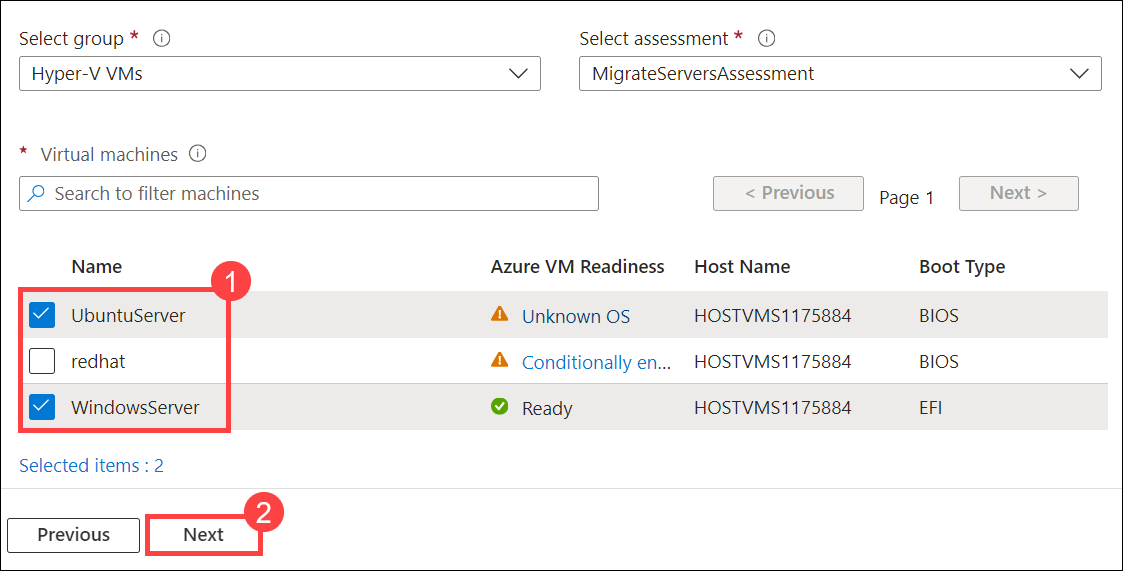 Select group * Select assessment *
Hyper-V VMs MigrateServersAssessment
* Virtual machines
Search to filter machines < Previous Page 1 Next >
Name Azure VM Readiness Host Name Boot Type
1
UbuntuServer Unknown OS HOSTVMS1175884 BIOS
redhat Conditionally en... HOSTVMS1175884 BIOS
WindowsServer Ready HOSTVMS1175884 EFI
Selected items : 2
2
Previous Next